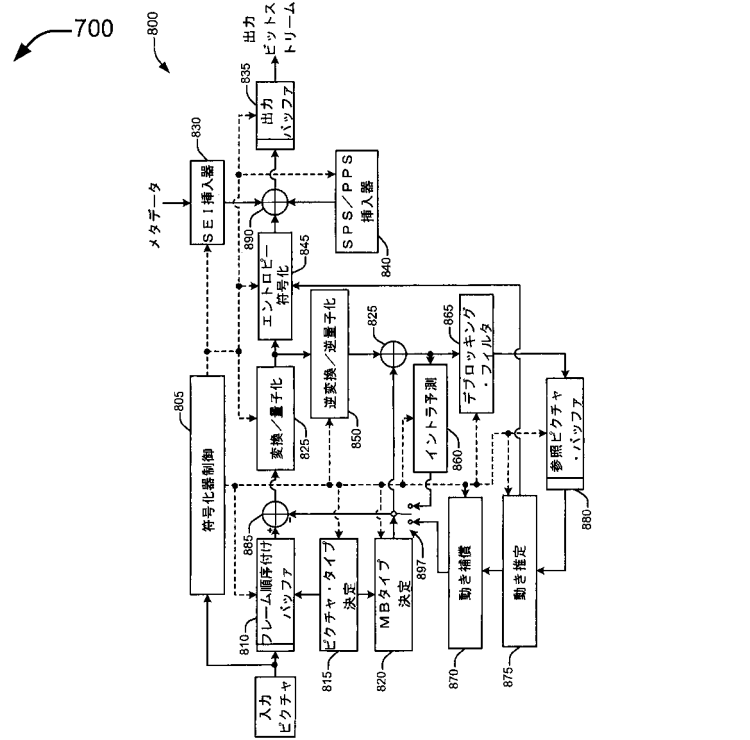 700
800
メタデータ
SEI挿入器
830
出力
ビットス
トリーム
出力
バッファ
835
符号化器制御
805
890
SPS/PPS
挿入器
840
エントロピー
符号化
845
変換/量子化
825
逆変換/逆量子化
850
825
デブロッキング
・フィルタ
865
イントラ予測
860
参照ピクチャ
・バッファ
880
885
+
-
897
フレーム順序付け
バッファ
810
ピクチャ・タイプ
決定
815
MBタイプ
決定
820
動き補償
870
動き推定
875
入力
ピクチャ